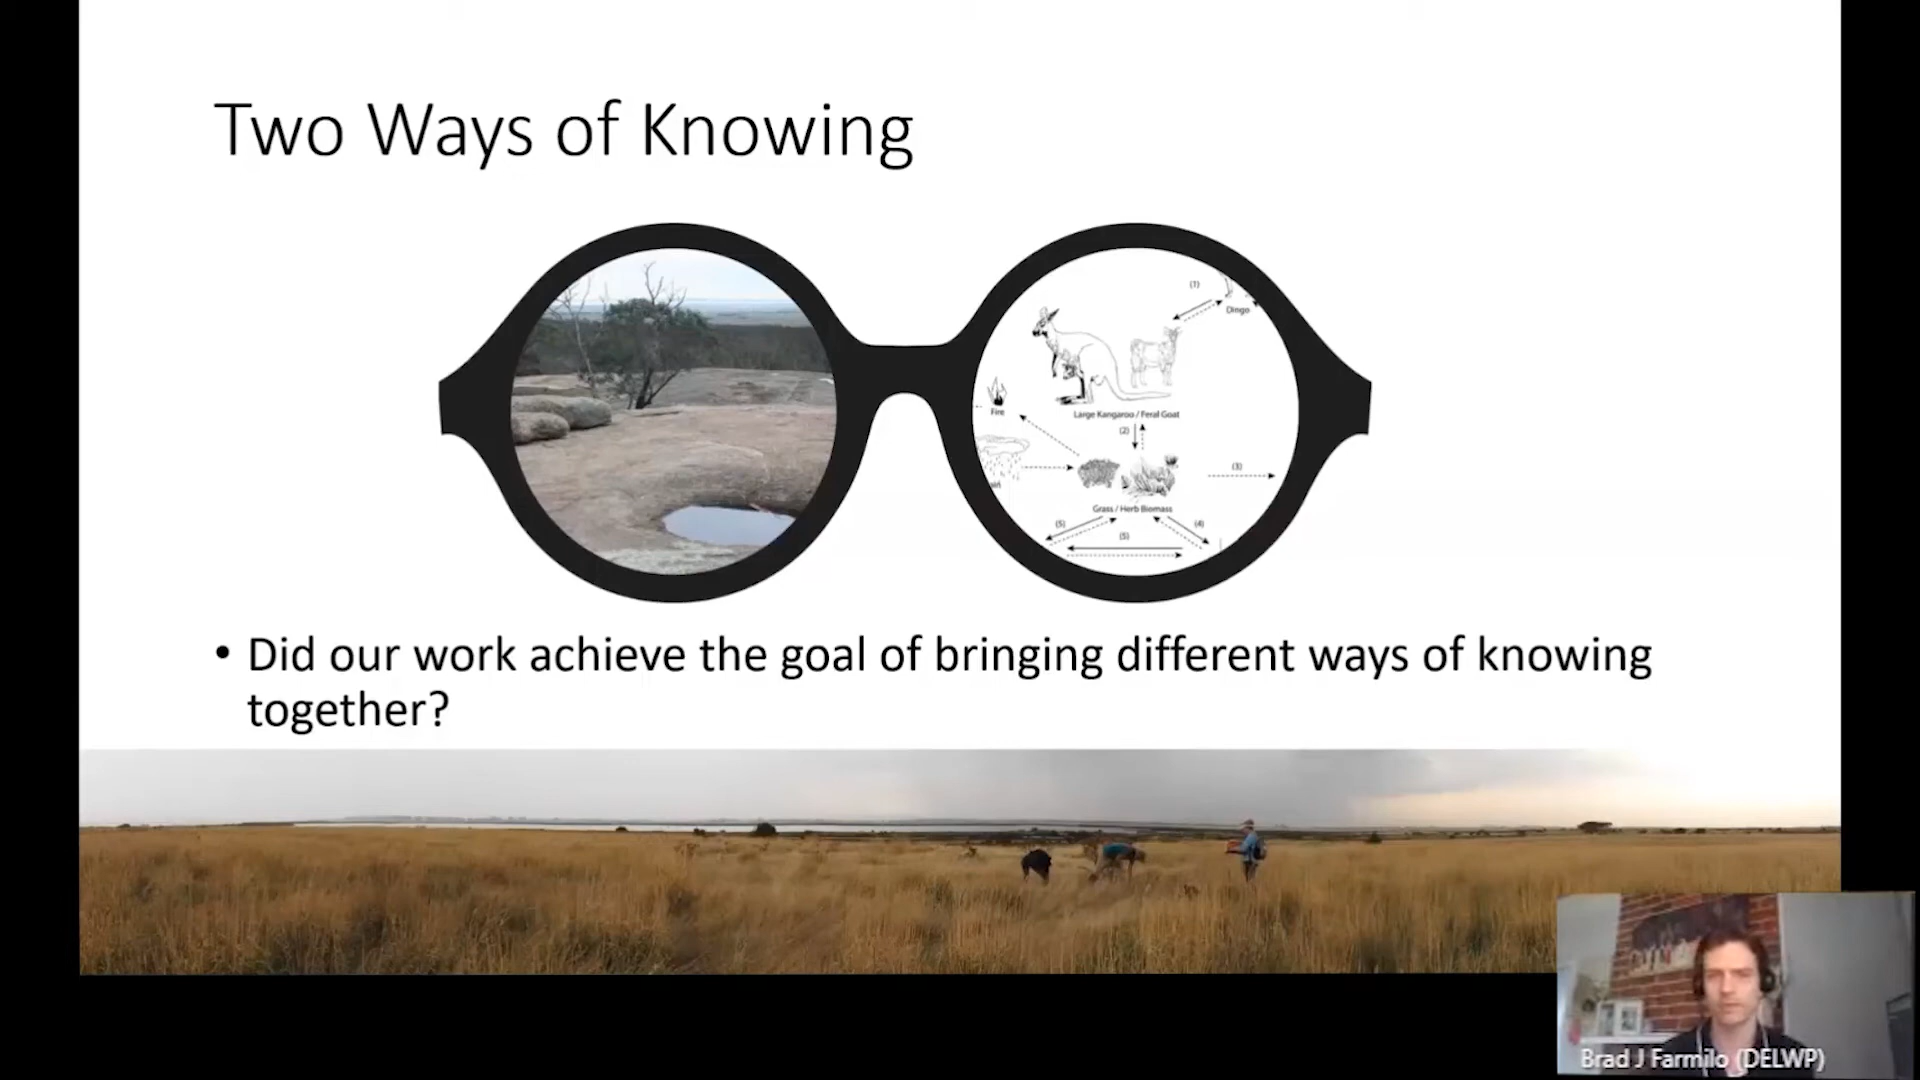 Two Ways of Knowing
(1)
Dingo
Fire
Large Kangaroo / Feral Goat
(2)
(3)
Grass / Herb Biomass
(5)
(4)
(5)
• Did our work achieve the goal of bringing different ways of knowing
together?
Brad J Farmilo (DELWP)